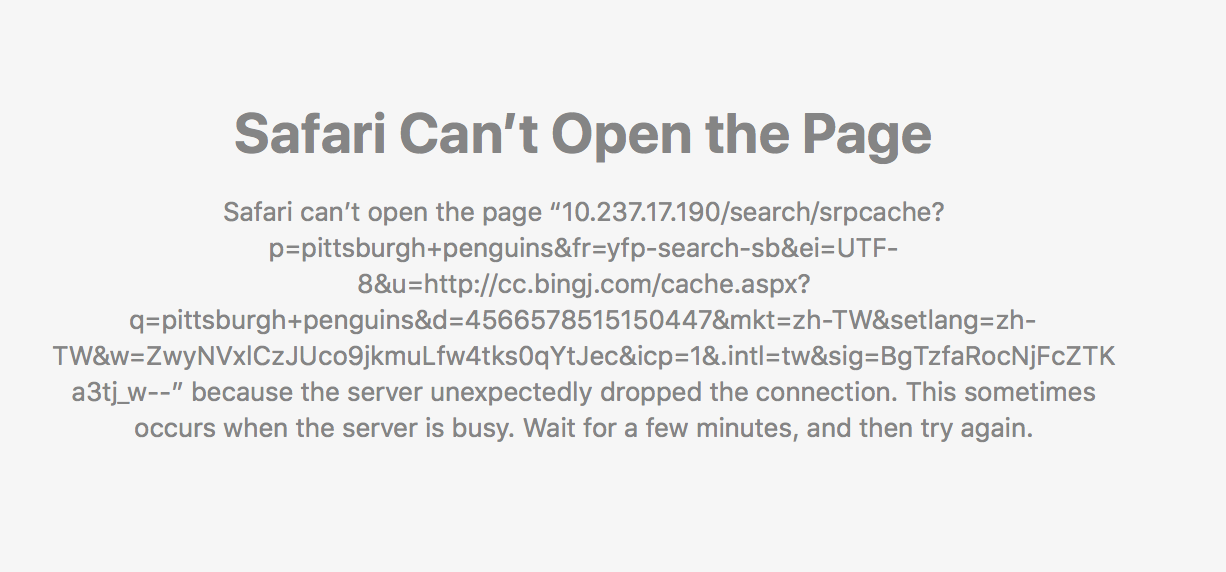 Safari Can’t Open the Page
Safari can’t open the page “10.237.17.190/search/srpcache?
p=pittsburgh+penguins&fr=yfp-search-sb&ei=UTF-
8&u=http://cc.bingj.com/cache.aspx?
q=pittsburgh+penguins&d=4566578515150447&mkt=zh-TW&setlang=zh-
TW&w=ZwyNVxlCzJUco9jkmuLfw4tks0qYtJec&icp=1&.intl=tw&sig=BgTzfaRocNjFcZTK
a3tj_w--” because the server unexpectedly dropped the connection. This sometimes
occurs when the server is busy. Wait for a few minutes, and then try again.